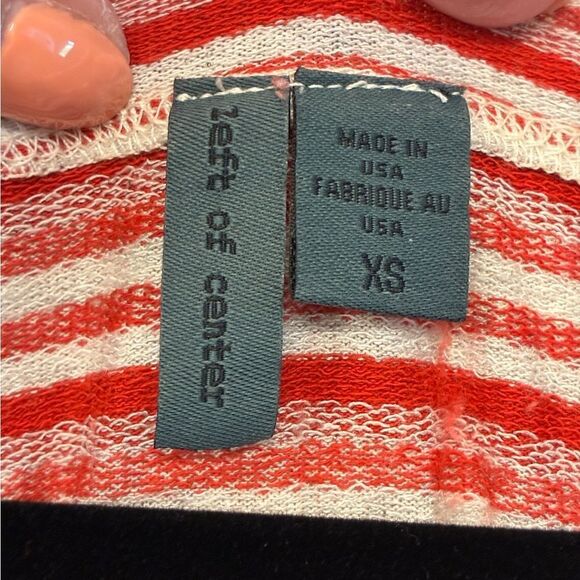 left of center
MADE IN
USA
FABRIQUE AU
USA
XS